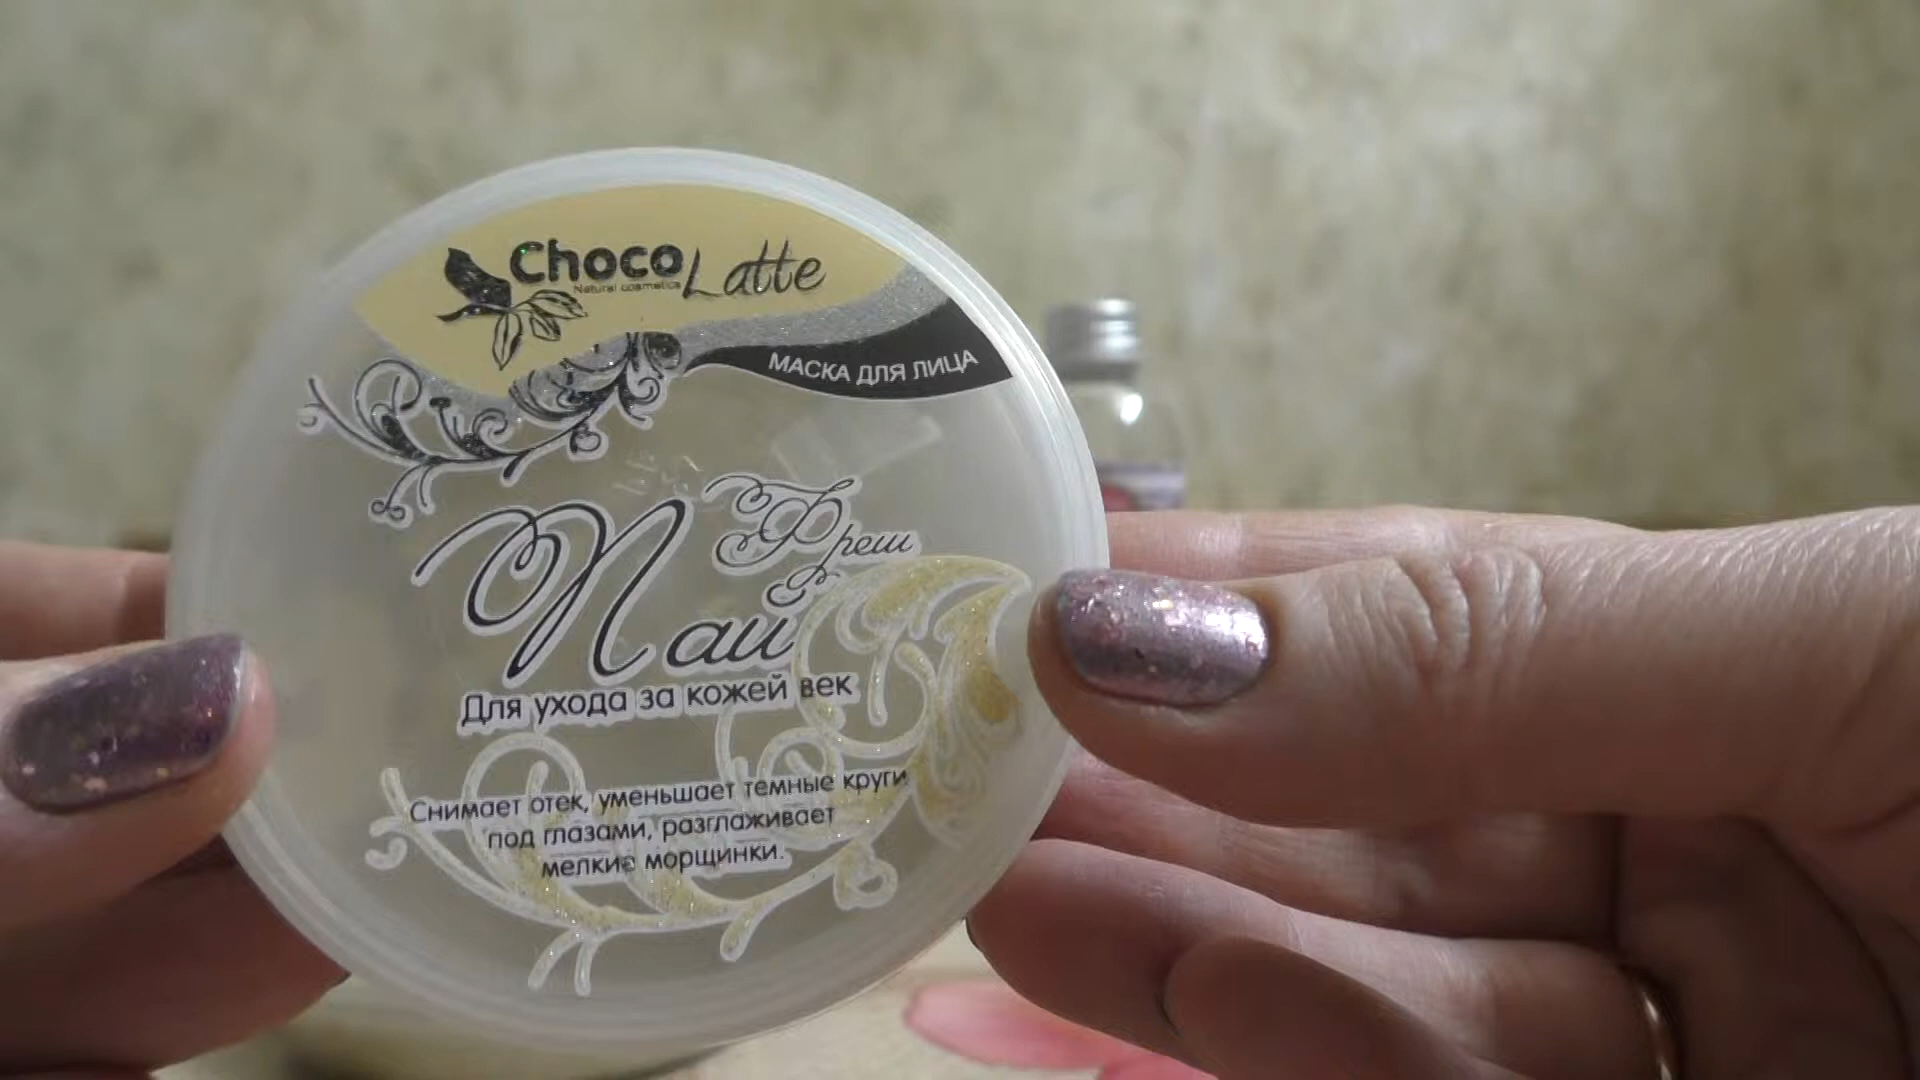 Choco Latte
Natural cosmetics
МАСКА ДЛЯ ЛИЦА
Фреш
Пай
Для ухода за кожей век
Снимает отек, уменьшает темные круги
под глазами, разглаживает
мелкие морщинки.